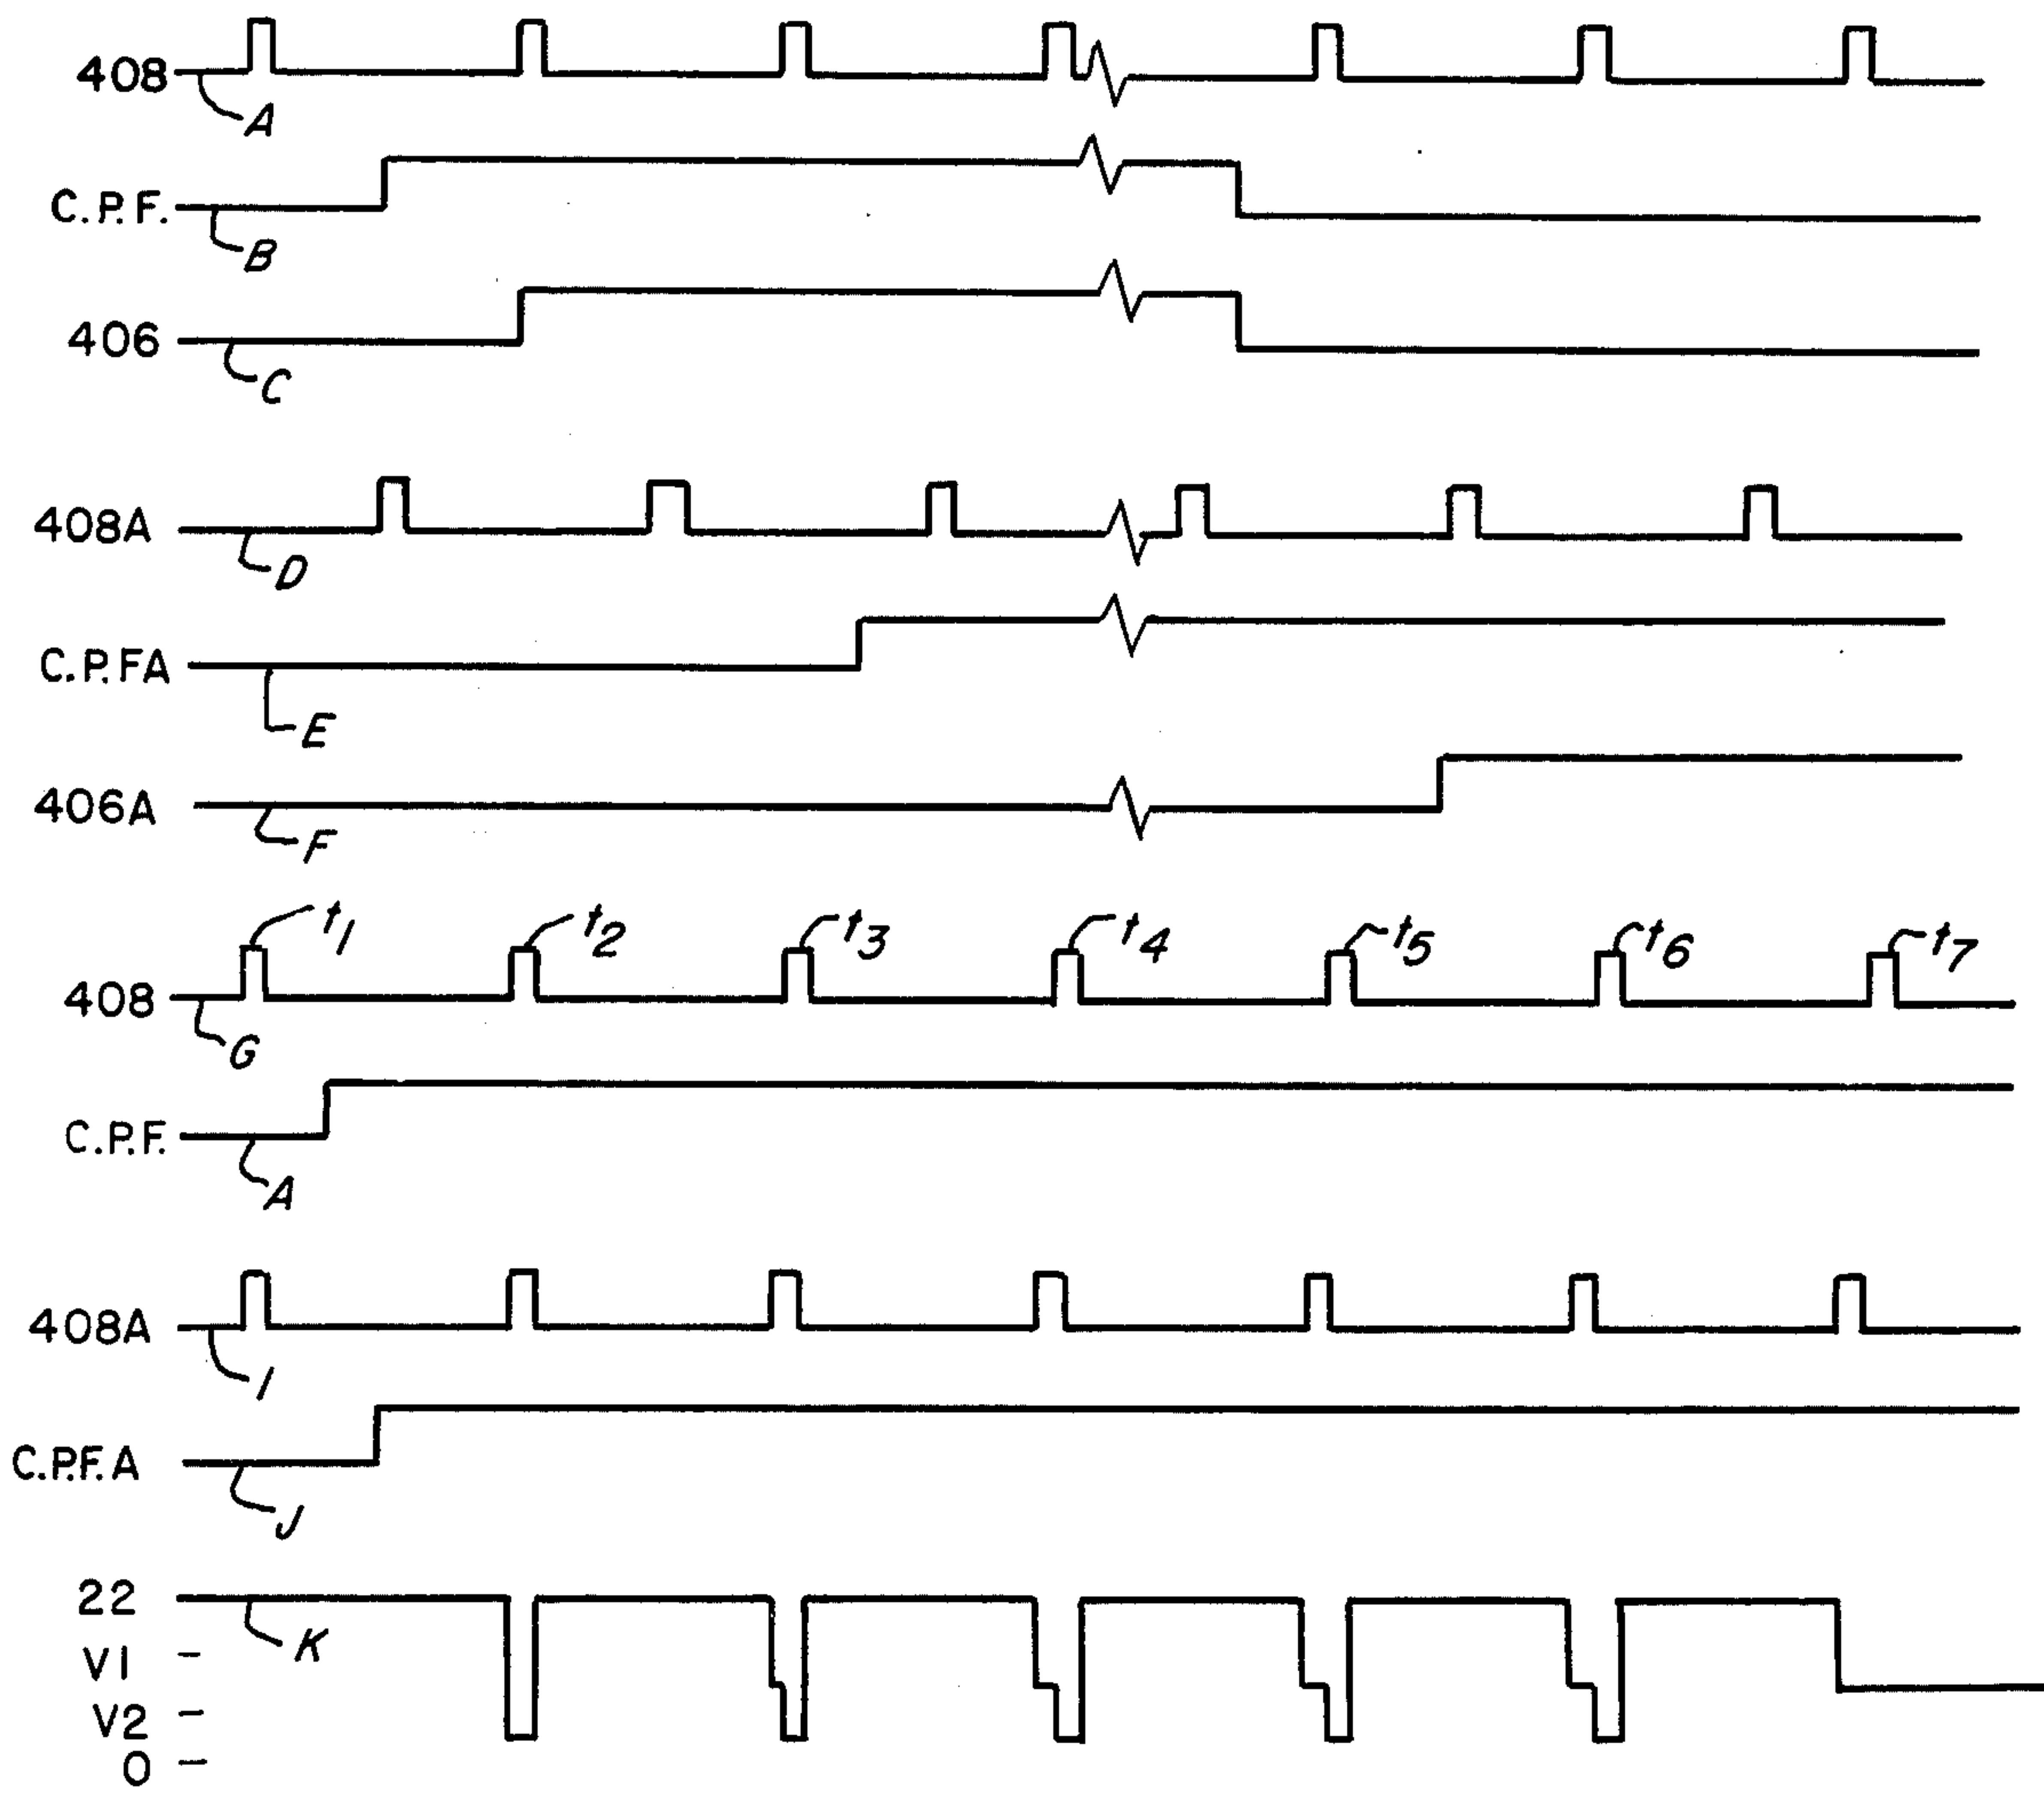 408
A
C.P.F.
B
406
C
408A
D
C.P.FA
E
406A
F
t1 t2 t3 t4 t5 t6 t7
408
G
C.P.F.
A
408A
I
C.P.F.A
J
22
K
V1
V2
0